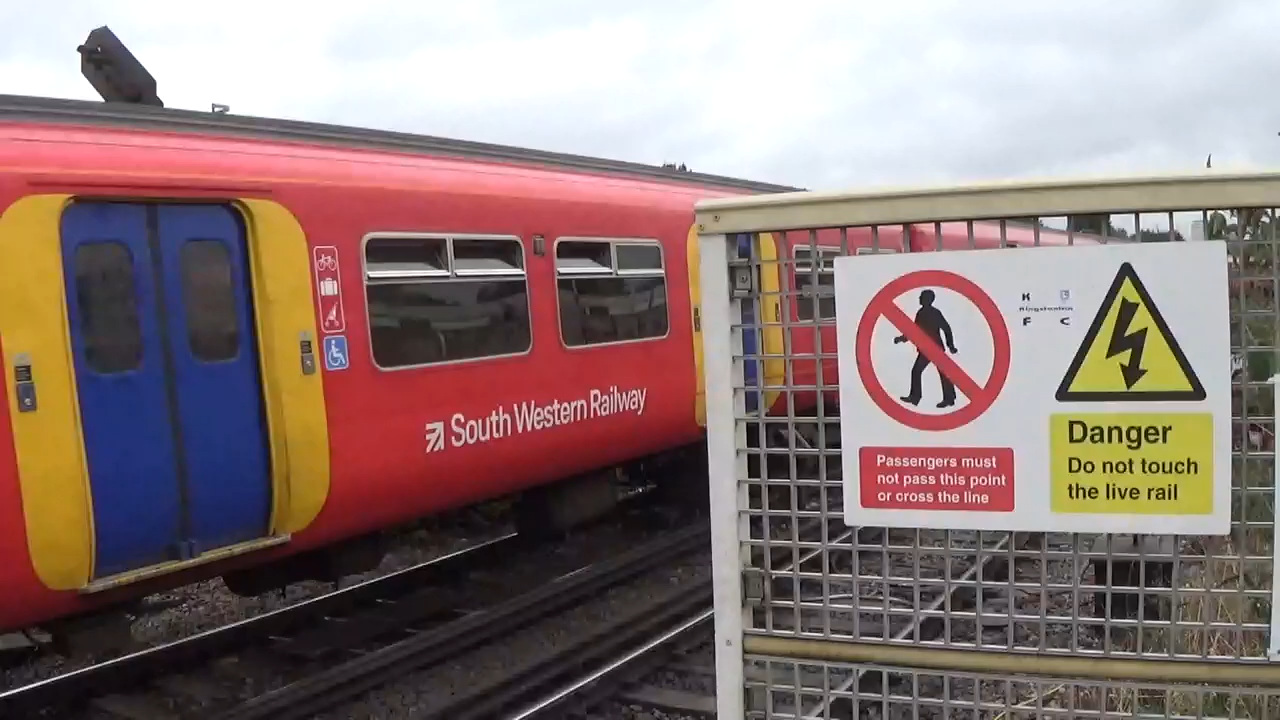 South Western Railway
K
Kingstonian
F C
Passengers must
not pass this point
or cross the line
Danger
Do not touch
the live rail